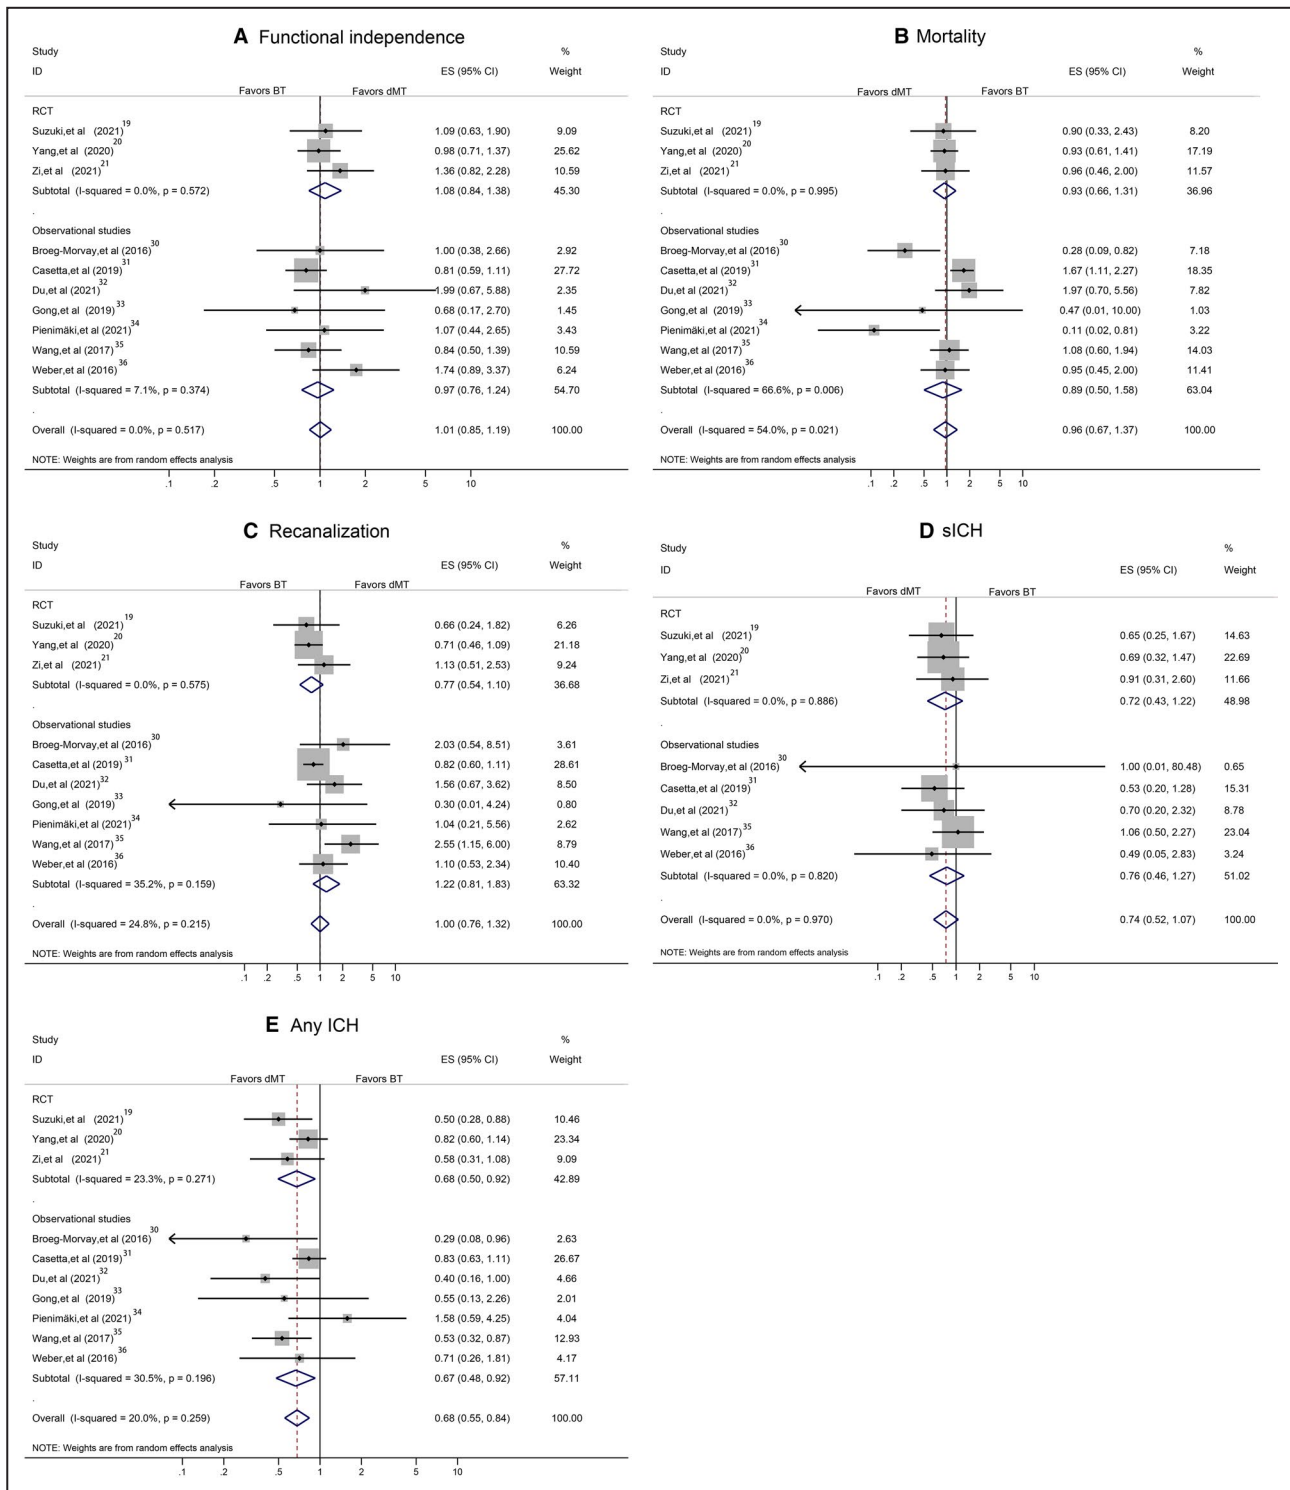 A Functional independence
Study %
ID ES (95% CI) Weight
Favors BT Favors dMT
RCT
Suzuki,et al (2021)19 1.09 (0.63, 1.90) 9.09
Yang,et al (2020)20 0.98 (0.71, 1.37) 25.62
Zi,et al (2021)21 1.36 (0.82, 2.28) 10.59
Subtotal (I-squared = 0.0%, p = 0.572) 1.08 (0.84, 1.38) 45.30
.
Observational studies
Broeg-Morvay,et al (2016)30 1.00 (0.38, 2.66) 2.92
Casetta,et al (2019)31 0.81 (0.59, 1.11) 27.72
Du,et al (2021)32 1.99 (0.67, 5.88) 2.35
Gong,et al (2019)33 0.68 (0.17, 2.70) 1.45
Pienimäki,et al (2021)34 1.07 (0.44, 2.65) 3.43
Wang,et al (2017)35 0.84 (0.50, 1.39) 10.59
Weber,et al (2016)36 1.74 (0.89, 3.37) 6.24
Subtotal (I-squared = 7.1%, p = 0.374) 0.97 (0.76, 1.24) 54.70
.
Overall (I-squared = 0.0%, p = 0.517) 1.01 (0.85, 1.19) 100.00
NOTE: Weights are from random effects analysis
.1 .2 .5 1 2 5 10
B Mortality
Study %
ID ES (95% CI) Weight
Favors dMT Favors BT
RCT
Suzuki,et al (2021)19 0.90 (0.33, 2.43) 8.20
Yang,et al (2020)20 0.93 (0.61, 1.41) 17.19
Zi,et al (2021)21 0.96 (0.46, 2.00) 11.57
Subtotal (I-squared = 0.0%, p = 0.995) 0.93 (0.66, 1.31) 36.96
.
Observational studies
Broeg-Morvay,et al (2016)30 0.28 (0.09, 0.82) 7.18
Casetta,et al (2019)31 1.67 (1.11, 2.27) 18.35
Du,et al (2021)32 1.97 (0.70, 5.56) 7.82
Gong,et al (2019)33 0.47 (0.01, 10.00) 1.03
Pienimäki,et al (2021)34 0.11 (0.02, 0.81) 3.22
Wang,et al (2017)35 1.08 (0.60, 1.94) 14.03
Weber,et al (2016)36 0.95 (0.45, 2.00) 11.41
Subtotal (I-squared = 66.6%, p = 0.006) 0.89 (0.50, 1.58) 63.04
.
Overall (I-squared = 54.0%, p = 0.021) 0.96 (0.67, 1.37) 100.00
NOTE: Weights are from random effects analysis
.1 .2 .5 1 2 5 10
C Recanalization
Study %
ID ES (95% CI) Weight
Favors BT Favors dMT
RCT
Suzuki,et al (2021)19 0.66 (0.24, 1.82) 6.26
Yang,et al (2020)20 0.71 (0.46, 1.09) 21.18
Zi,et al (2021)21 1.13 (0.51, 2.53) 9.24
Subtotal (I-squared = 0.0%, p = 0.575) 0.77 (0.54, 1.10) 36.68
.
Observational studies
Broeg-Morvay,et al (2016)30 2.03 (0.54, 8.51) 3.61
Casetta,et al (2019)31 0.82 (0.60, 1.11) 28.61
Du,et al (2021)32 1.56 (0.67, 3.62) 8.50
Gong,et al (2019)33 0.30 (0.01, 4.24) 0.80
Pienimäki,et al (2021)34 1.04 (0.21, 5.56) 2.62
Wang,et al (2017)35 2.55 (1.15, 6.00) 8.79
Weber,et al (2016)36 1.10 (0.53, 2.34) 10.40
Subtotal (I-squared = 35.2%, p = 0.159) 1.22 (0.81, 1.83) 63.32
.
Overall (I-squared = 24.8%, p = 0.215) 1.00 (0.76, 1.32) 100.00
NOTE: Weights are from random effects analysis
.1 .2 .5 1 2 5 10
D sICH
Study %
ID ES (95% CI) Weight
Favors dMT Favors BT
RCT
Suzuki,et al (2021)19 0.65 (0.25, 1.67) 14.63
Yang,et al (2020)20 0.69 (0.32, 1.47) 22.69
Zi,et al (2021)21 0.91 (0.31, 2.60) 11.66
Subtotal (I-squared = 0.0%, p = 0.886) 0.72 (0.43, 1.22) 48.98
.
Observational studies
Broeg-Morvay,et al (2016)30 1.00 (0.01, 80.48) 0.65
Casetta,et al (2019)31 0.53 (0.20, 1.28) 15.31
Du,et al (2021)32 0.70 (0.20, 2.32) 8.78
Wang,et al (2017)35 1.06 (0.50, 2.27) 23.04
Weber,et al (2016)36 0.49 (0.05, 2.83) 3.24
Subtotal (I-squared = 0.0%, p = 0.820) 0.76 (0.46, 1.27) 51.02
.
Overall (I-squared = 0.0%, p = 0.970) 0.74 (0.52, 1.07) 100.00
NOTE: Weights are from random effects analysis
.1 .2 .5 1 2 5 10
E Any ICH
Study %
ID ES (95% CI) Weight
Favors dMT Favors BT
RCT
Suzuki,et al (2021)19 0.50 (0.28, 0.88) 10.46
Yang,et al (2020)20 0.82 (0.60, 1.14) 23.34
Zi,et al (2021)21 0.58 (0.31, 1.08) 9.09
Subtotal (I-squared = 23.3%, p = 0.271) 0.68 (0.50, 0.92) 42.89
.
Observational studies
Broeg-Morvay,et al (2016)30 0.29 (0.08, 0.96) 2.63
Casetta,et al (2019)31 0.83 (0.63, 1.11) 26.67
Du,et al (2021)32 0.40 (0.16, 1.00) 4.66
Gong,et al (2019)33 0.55 (0.13, 2.26) 2.01
Pienimäki,et al (2021)34 1.58 (0.59, 4.25) 4.04
Wang,et al (2017)35 0.53 (0.32, 0.87) 12.93
Weber,et al (2016)36 0.71 (0.26, 1.81) 4.17
Subtotal (I-squared = 30.5%, p = 0.196) 0.67 (0.48, 0.92) 57.11
.
Overall (I-squared = 20.0%, p = 0.259) 0.68 (0.55, 0.84) 100.00
NOTE: Weights are from random effects analysis
.1 .2 .5 1 2 5 10